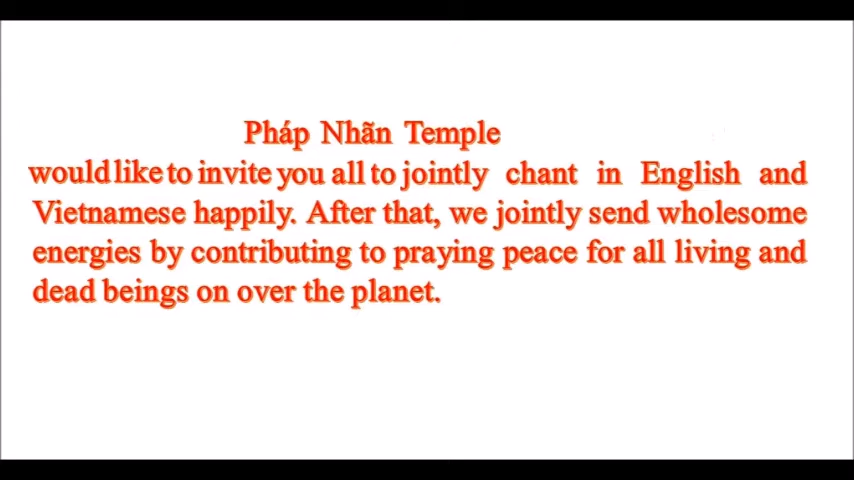 Pháp Nhãn Temple
would like to invite you all to jointly chant in English and
Vietnamese happily. After that, we jointly send wholesome
energies by contributing to praying peace for all living and
dead beings on over the planet.